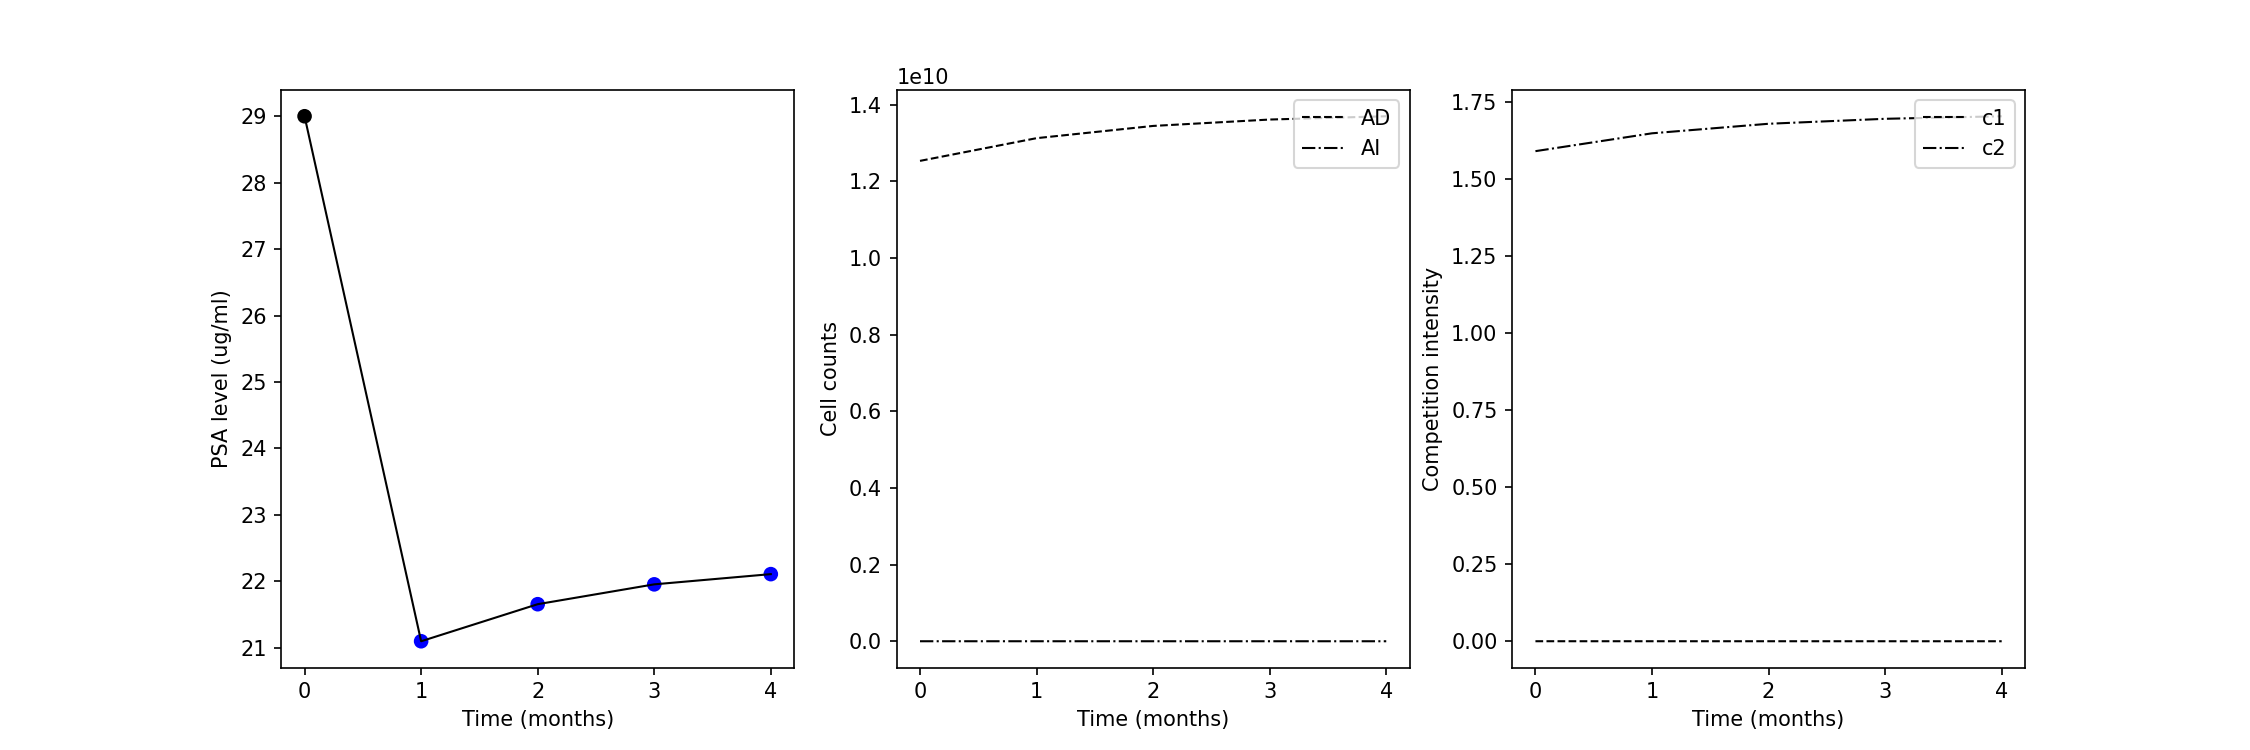 PSA level (ug/ml)
29
28
27
26
25
24
23
22
21
0 1 2 3 4
Time (months)
1e10
Cell counts
1.4
1.2
1.0
0.8
0.6
0.4
0.2
0.0
AD
AI
0 1 2 3 4
Time (months)
Competition intensity
1.75
1.50
1.25
1.00
0.75
0.50
0.25
0.00
c1
c2
0 1 2 3 4
Time (months)